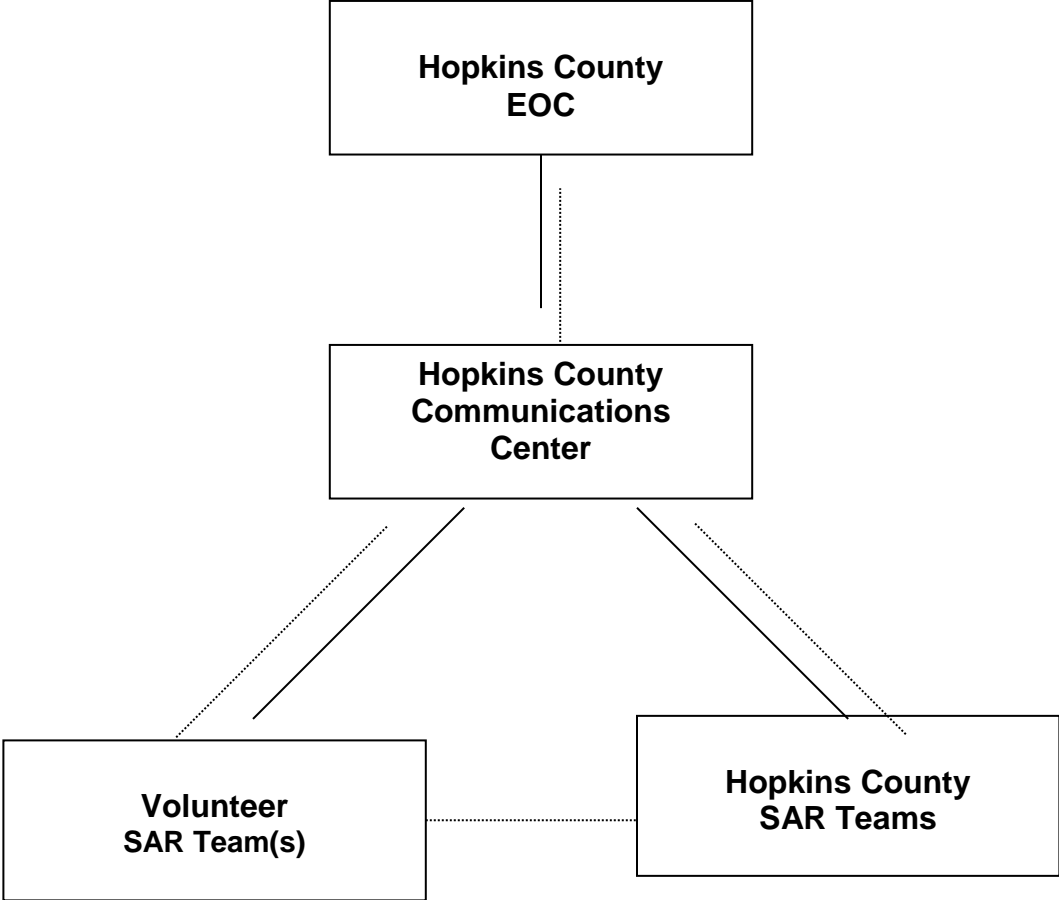 Hopkins County
EOC
Hopkins County
Communications
Center
Volunteer
SAR Team(s)
Hopkins County
SAR Teams